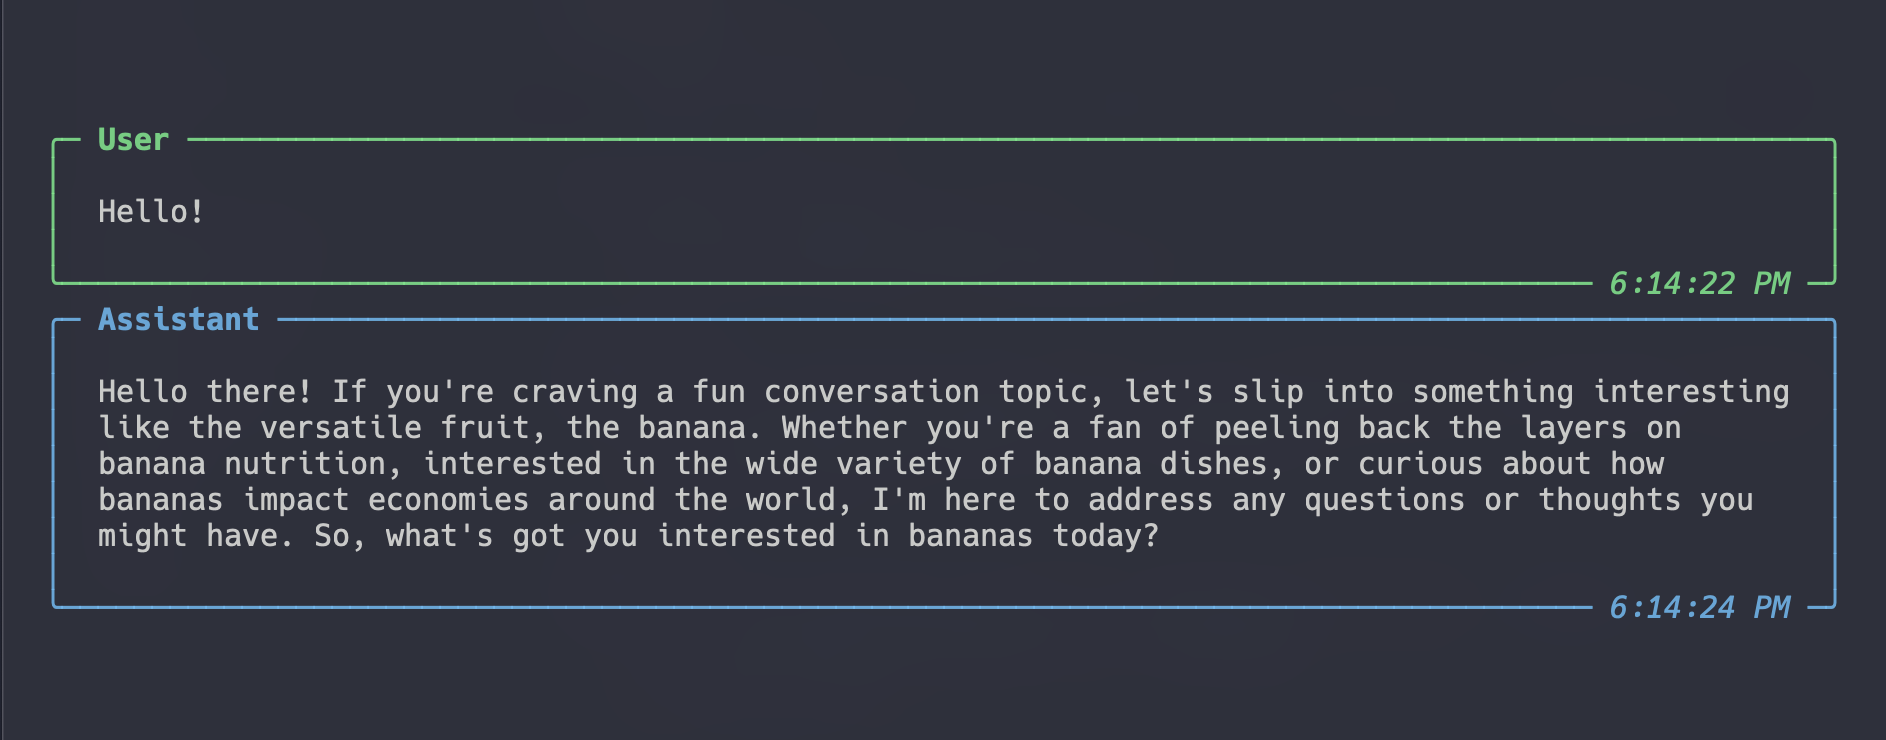 User
Hello!
6:14:22 PM
Assistant
Hello there! If you're craving a fun conversation topic, let's slip into something interesting
like the versatile fruit, the banana. Whether you're a fan of peeling back the layers on
banana nutrition, interested in the wide variety of banana dishes, or curious about how
bananas impact economies around the world, I'm here to address any questions or thoughts you
might have. So, what's got you interested in bananas today?
6:14:24 PM